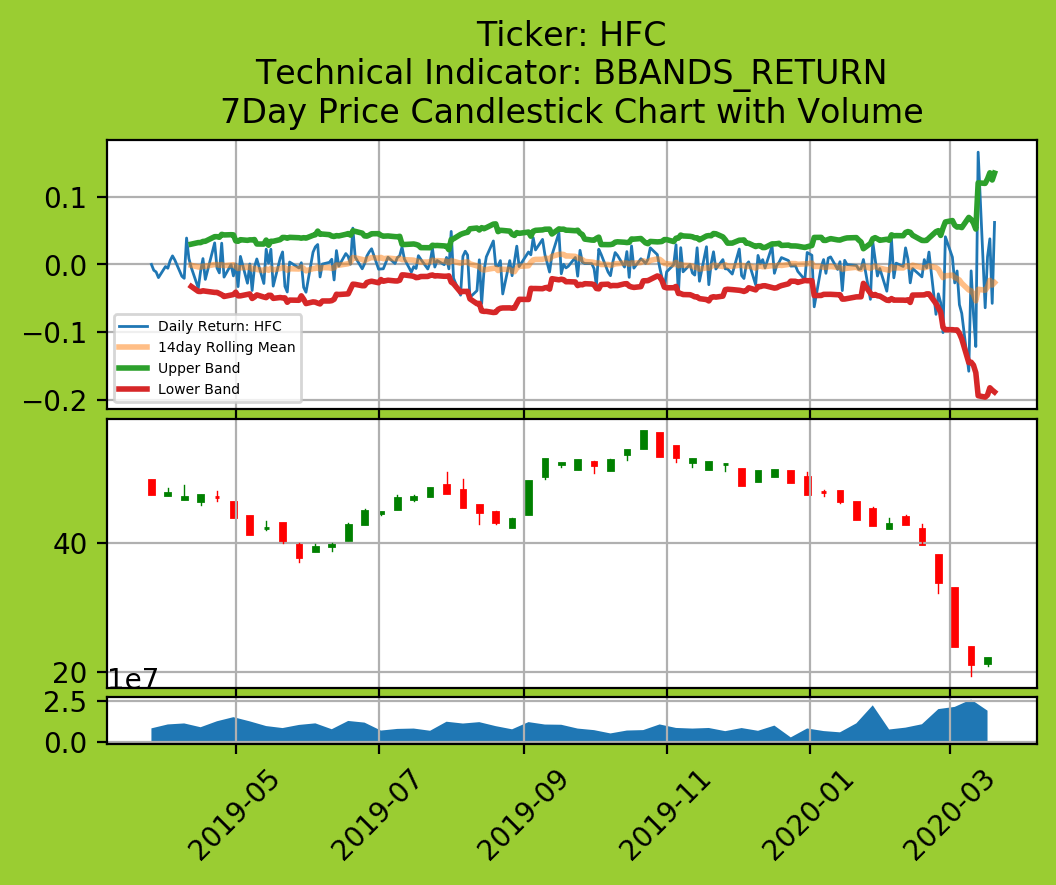 Ticker: HFC
Technical Indicator: BBANDS_RETURN
7Day Price Candlestick Chart with Volume
0.1
0.0
−0.1
−0.2
Daily Return: HFC
14day Rolling Mean
Upper Band
Lower Band
40
20
1e7
2.5
0.0
2019-05
2019-07
2019-09
2019-11
2020-01
2020-03